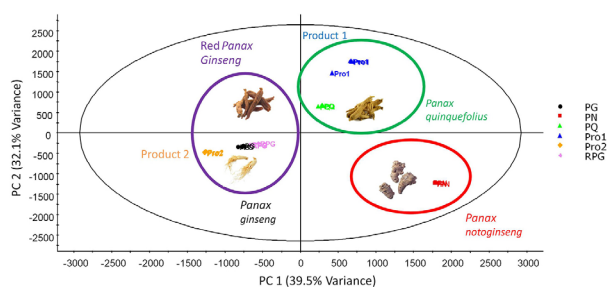 2500
2000
1500
1000
500
0
-500
-1000
-1500
-2000
-2500
PC 2 (32.1% Variance)
Red Panax
Ginseng
Product 1
Pro1
Pro1
PQ
Panax
quinquefolius
Product 2
Pro2
RPG
Panax
ginseng
PN
Panax
notoginseng
PG
PN
PQ
Pro1
Pro2
RPG
-3000 -2500 -2000 -1500 -1000 -500 0 500 1000 1500 2000 2500 3000
PC 1 (39.5% Variance)